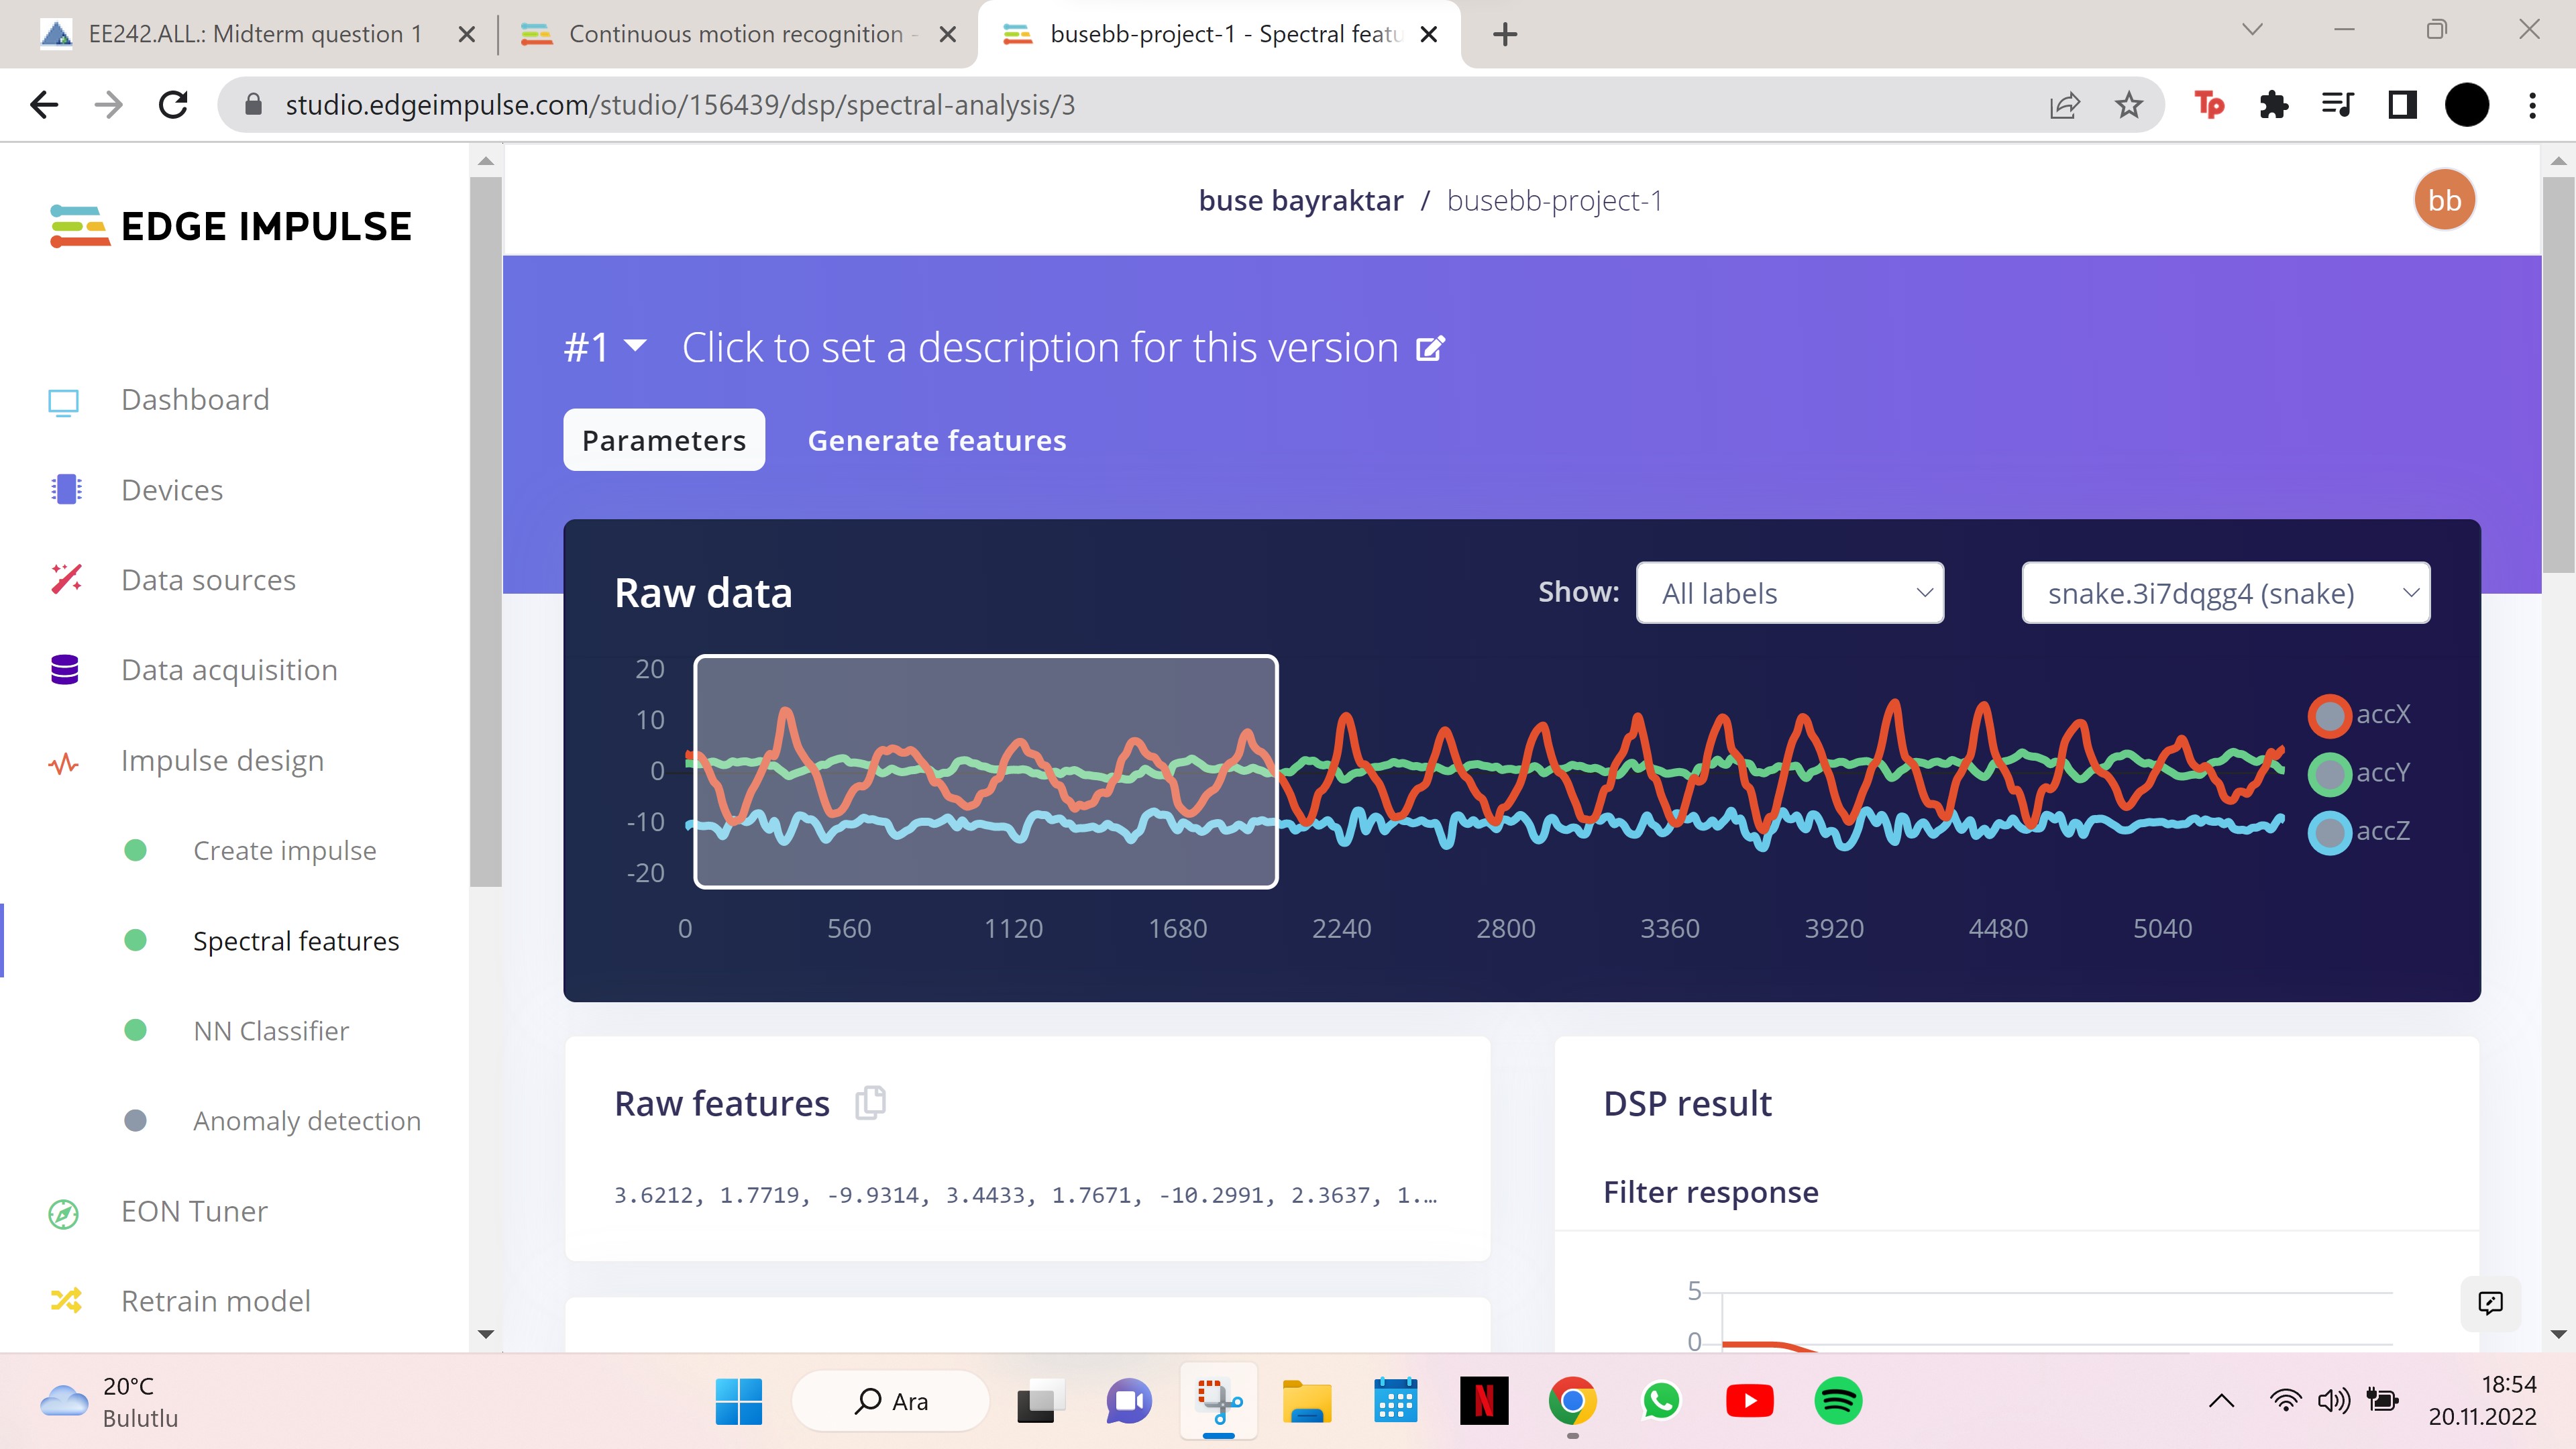 EE242.ALL.: Midterm question 1
Continuous motion recognition -
busebb-project-1 - Spectral featu
studio.edgeimpulse.com/studio/156439/dsp/spectral-analysis/3
Tp
EDGE IMPULSE
buse bayraktar / busebb-project-1
bb
#1 Click to set a description for this version
Parameters Generate features
Dashboard
Devices
Data sources
Data acquisition
Impulse design
Create impulse
Spectral features
NN Classifier
Anomaly detection
EON Tuner
Retrain model
Raw data
Show: All labels snake.3i7dqgg4 (snake)
20
10
0
-10
-20
0 560 1120 1680 2240 2800 3360 3920 4480 5040
accX
accY
accZ
Raw features
3.6212, 1.7719, -9.9314, 3.4433, 1.7671, -10.2991, 2.3637, 1.…
DSP result
Filter response
5
0
20°C
Bulutlu
Ara
N
18:54
20.11.2022